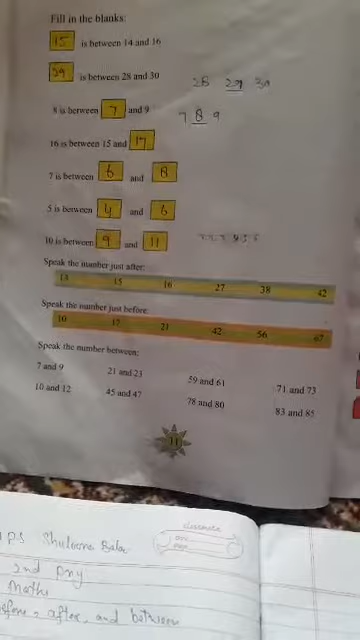 Fill in the blanks:
15 is between 14 and 16
29 is between 28 and 30
28 29 30
8 is between 7 and 9
7 8 9
16 is between 15 and 17
7 is between 6 and 8
5 is between 4 and 6
10 is between 9 and 11
Speak the number just after:
13 15 16 27 38 42
Speak the number just before:
10 17 21 42 56 67
Speak the number between:
7 and 9 21 and 23 59 and 61 71 and 73
10 and 12 45 and 47 78 and 80 83 and 85
11
2nd
Maths
after, and between